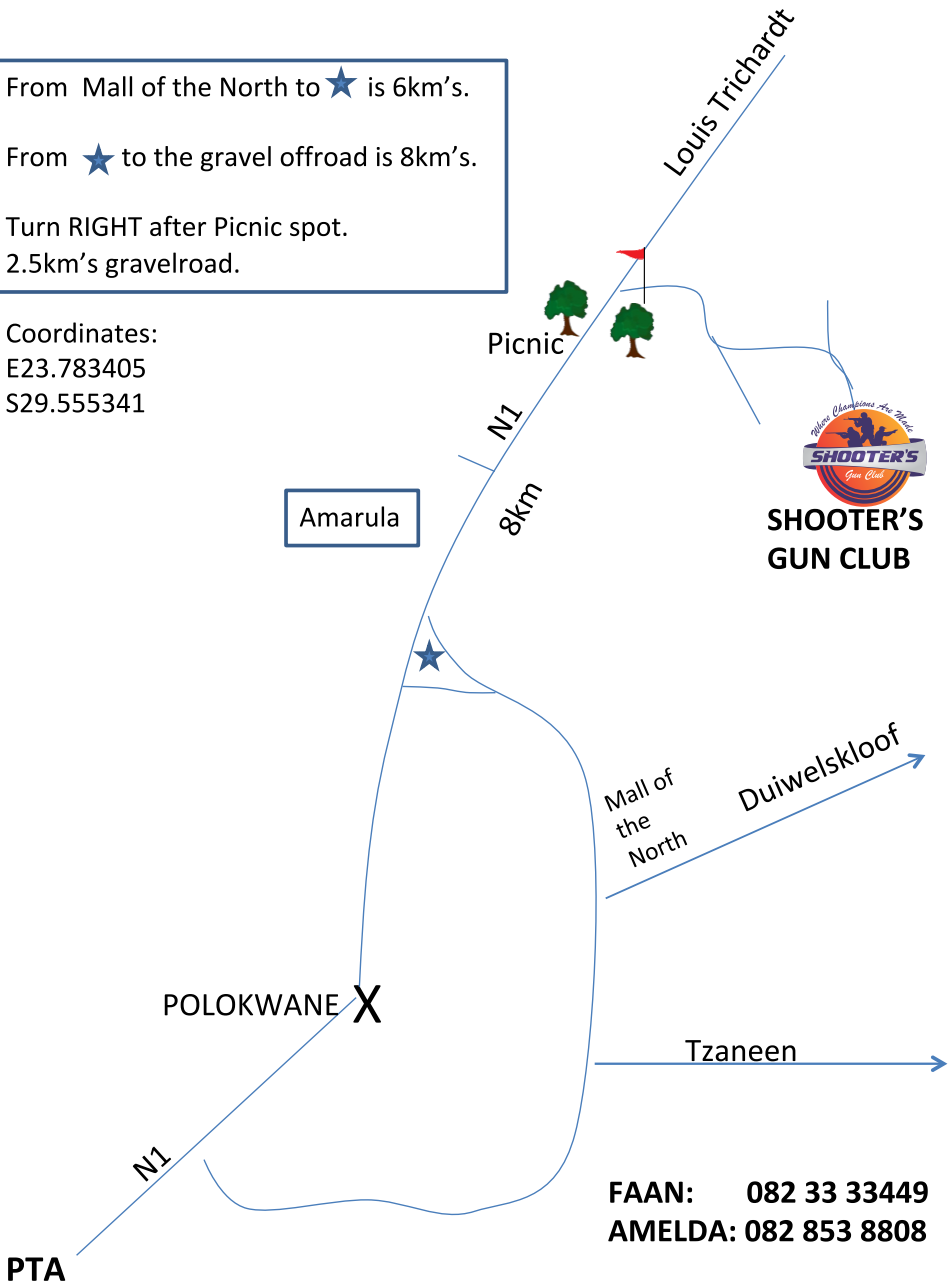 Louis Trichardt
From Mall of the North to is 6km's.
From to the gravel offroad is 8km's.
Turn RIGHT after Picnic spot.
2.5km's gravelroad.
Coordinates:
E23.783405
S29.555341
Picnic
N1
8km
Amarula
Where Champions Are Made
SHOOTER'S
Gun Club
SHOOTER'S
GUN CLUB
Mall of
the
North
Duiwelskloof
POLOKWANE X
Tzaneen
N1
FAAN: 082 33 33449
AMELDA: 082 853 8808
PTA